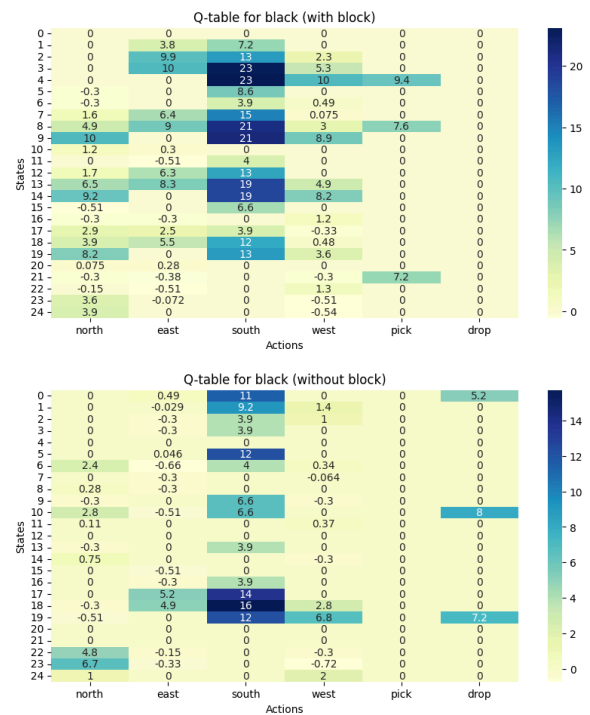 Q-table for black (with block)
0 0 0 0 0 0 0
1 0 3.8 7.2 0 0 0
2 0 9.9 13 2.3 0 0
3 0 10 23 5.3 0 0
4 0 0 23 10 9.4 0
5 -0.3 0 8.6 0 0 0
6 -0.3 0 3.9 0.49 0 0
7 1.6 6.4 15 0.075 0 0
8 4.9 9 21 3 7.6 0
9 10 0 21 8.9 0 0
10 1.2 0.3 0 0 0 0
11 0 -0.51 4 0 0 0
12 1.7 6.3 13 0 0 0
13 6.5 8.3 19 4.9 0 0
14 9.2 0 19 8.2 0 0
15 -0.51 0 6.6 0 0 0
16 -0.3 -0.3 0 1.2 0 0
17 2.9 2.5 3.9 -0.33 0 0
18 3.9 5.5 12 0.48 0 0
19 8.2 0 13 3.6 0 0
20 0.075 0.28 0 0 0 0
21 -0.3 -0.38 0 -0.3 7.2 0
22 -0.15 -0.51 0 1.3 0 0
23 3.6 -0.072 0 -0.51 0 0
24 3.9 0 0 -0.54 0 0
States
north east south west pick drop
Actions
20
15
10
5
0
Q-table for black (without block)
0 0 0.49 11 0 0 5.2
1 0 -0.029 9.2 1.4 0 0
2 0 -0.3 3.9 1 0 0
3 0 -0.3 3.9 0 0 0
4 0 0 0 0 0 0
5 0 0.046 12 0 0 0
6 2.4 -0.66 4 0.34 0 0
7 0 -0.3 0 -0.064 0 0
8 0.28 -0.3 0 0 0 0
9 -0.3 0 6.6 -0.3 0 0
10 2.8 -0.51 6.6 0 0 8
11 0.11 0 0 0.37 0 0
12 0 0 0 0 0 0
13 -0.3 0 3.9 0 0 0
14 0.75 0 0 -0.3 0 0
15 0 -0.51 0 0 0 0
16 0 -0.3 3.9 0 0 0
17 0 5.2 14 0 0 0
18 -0.3 4.9 16 2.8 0 0
19 -0.51 0 12 6.8 0 7.2
20 0 0 0 0 0 0
21 0 0 0 0 0 0
22 4.8 -0.15 0 -0.3 0 0
23 6.7 -0.33 0 -0.72 0 0
24 1 0 0 2 0 0
States
north east south west pick drop
Actions
14
12
10
8
6
4
2
0